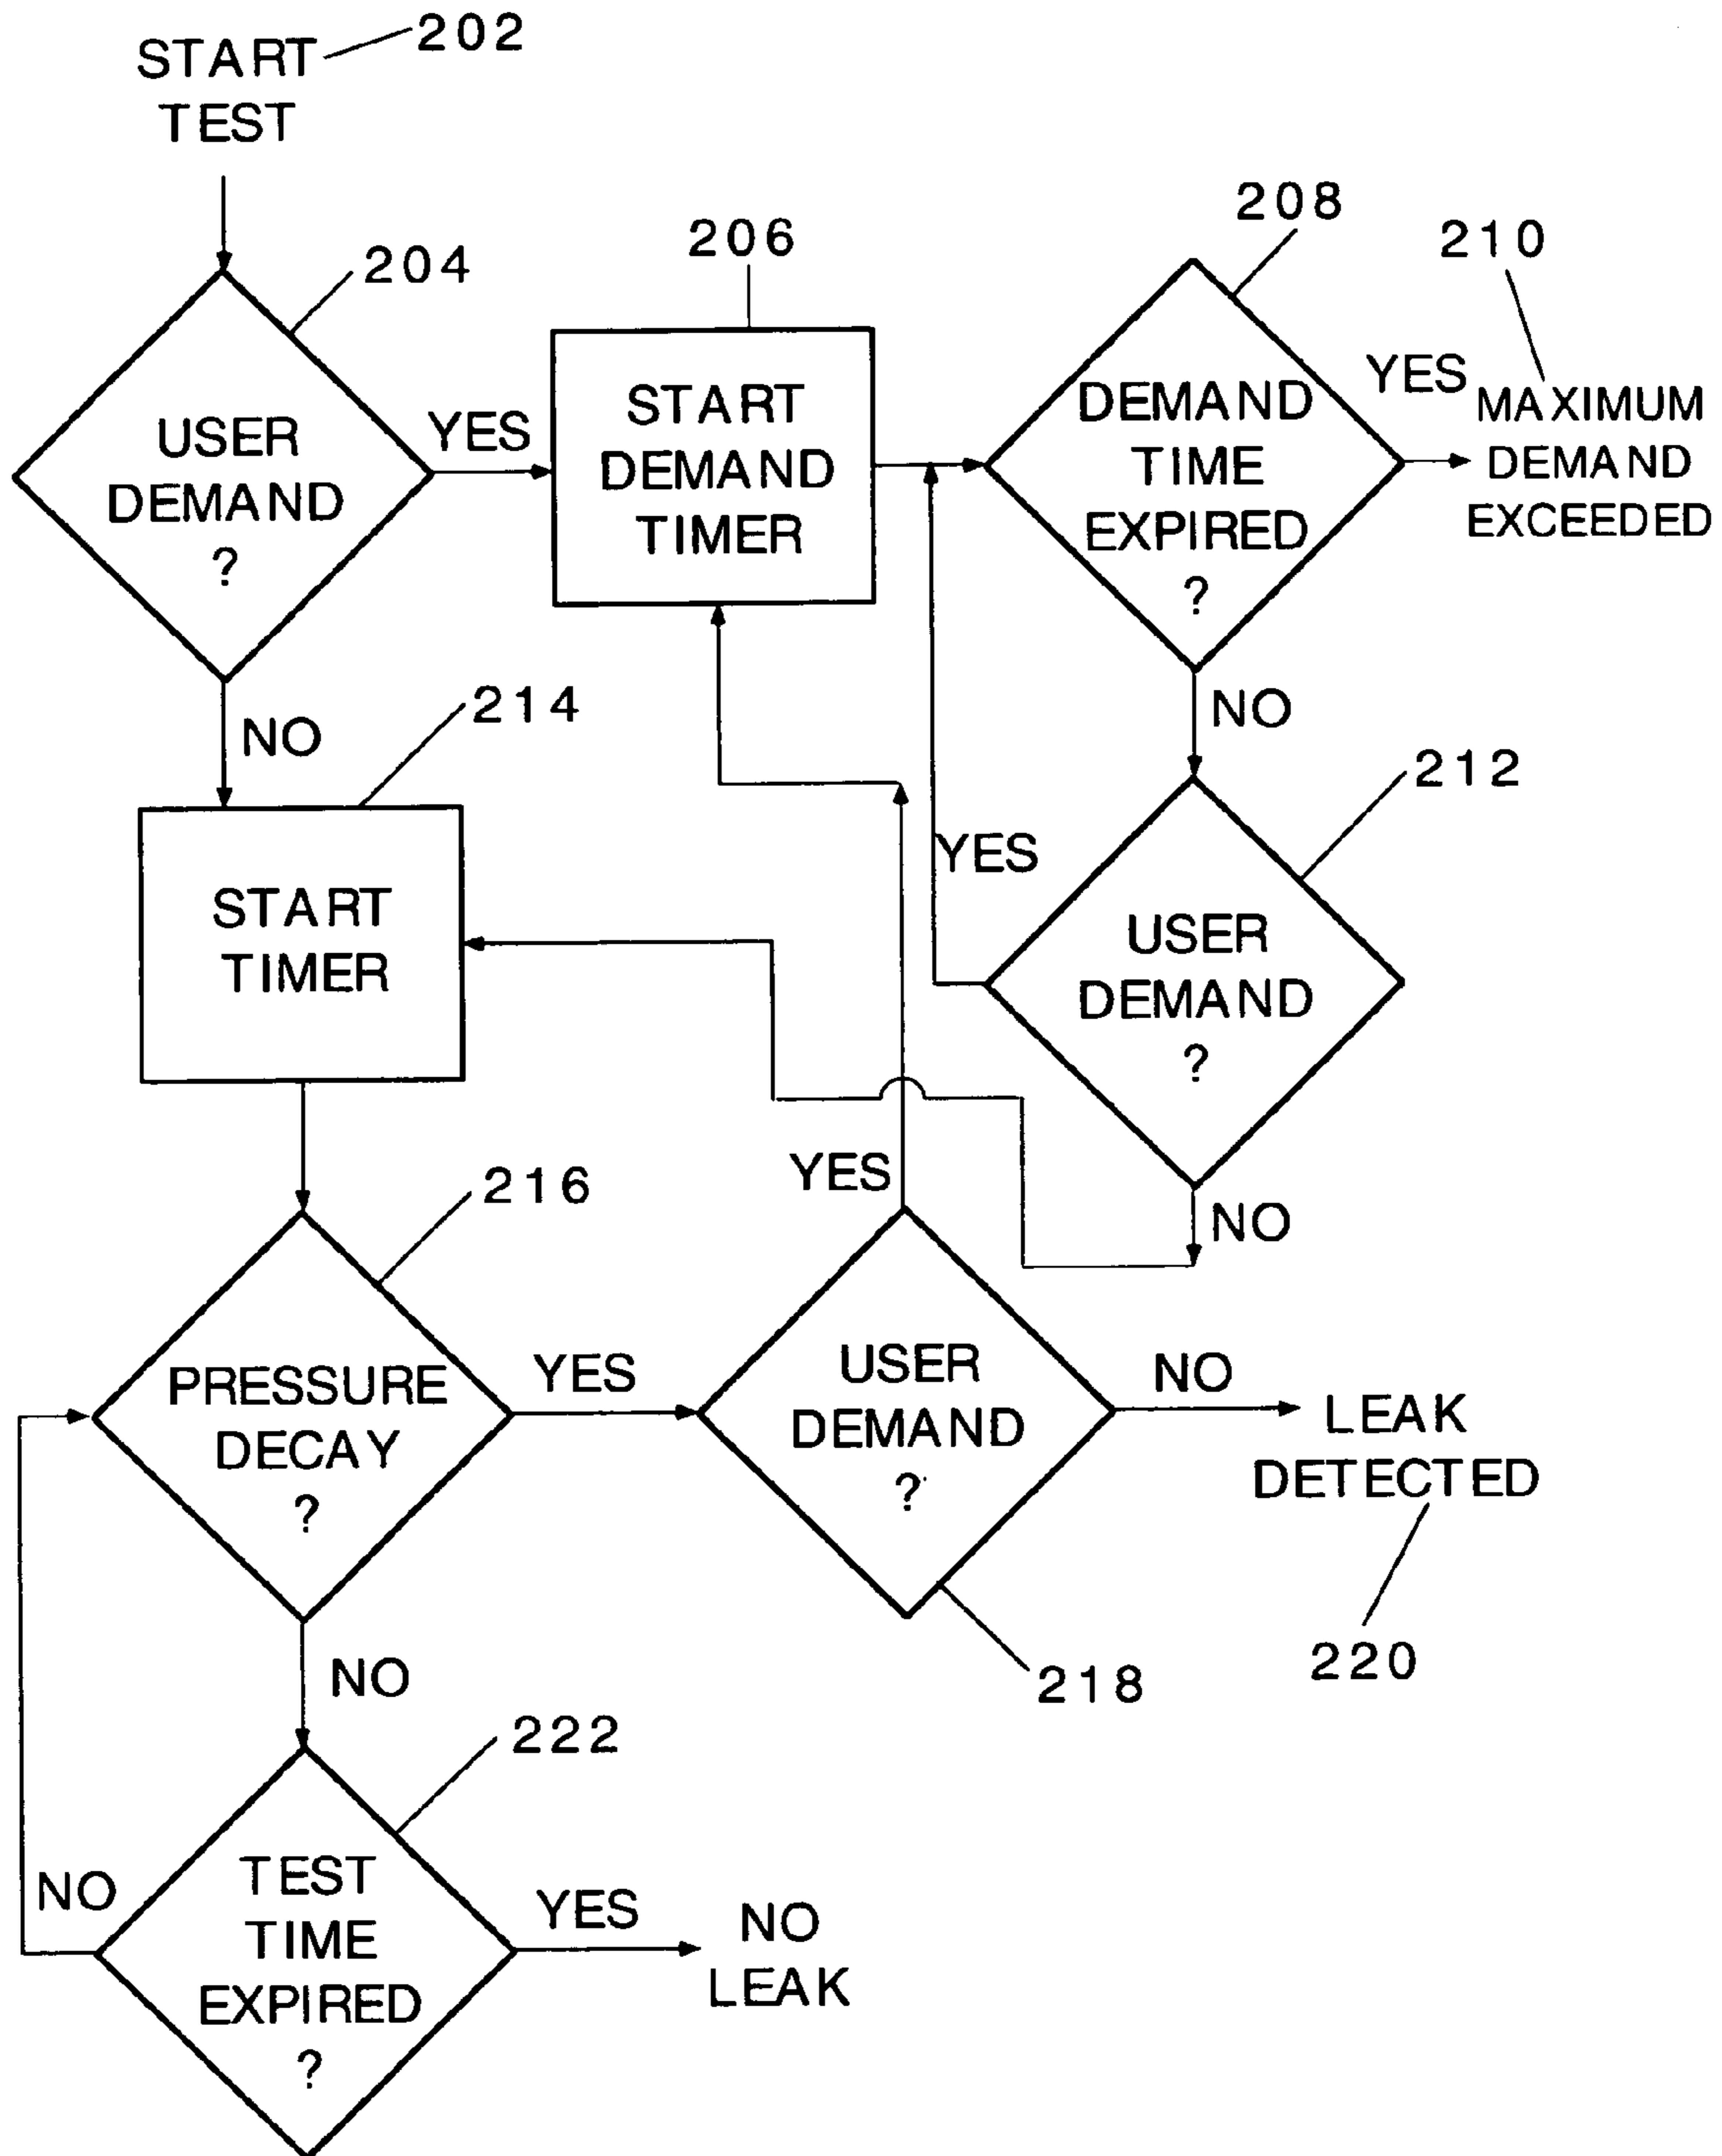 START
TEST
202
204
USER
DEMAND
?
YES
NO
206
START
DEMAND
TIMER
208
DEMAND
TIME
EXPIRED
?
YES
NO
210
MAXIMUM
DEMAND
EXCEEDED
212
USER
DEMAND
?
YES
NO
214
START
TIMER
216
PRESSURE
DECAY
?
YES
NO
218
USER
DEMAND
?
YES
NO
LEAK
DETECTED
220
222
TEST
TIME
EXPIRED
?
NO
YES
NO
LEAK